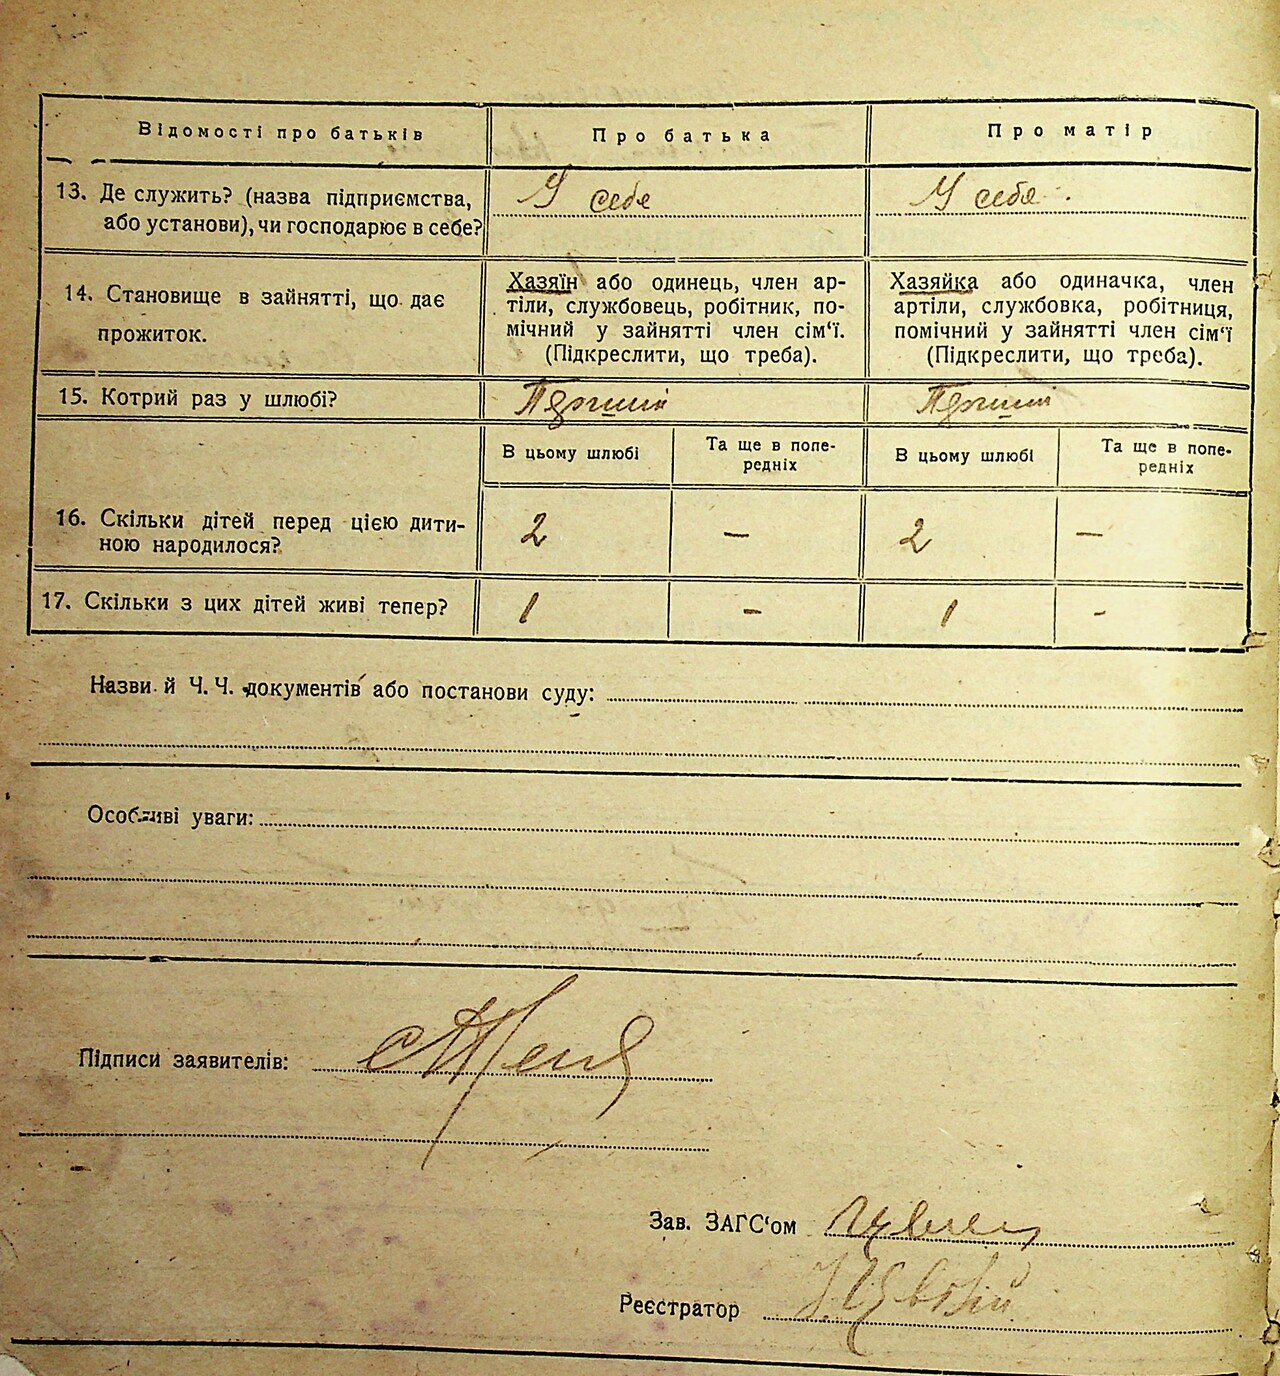 Відомості про батьків
Про батька
Про матір
13. Де служить? (назва підприємства,
або установи), чи господарює в себе?
У себе
У себе
14. Становище в зайнятті, що дає
прожиток.
Хазяїн або одинець, член ар-
тіли, службовець, робітник, по-
мічний у зайнятті член сім‘ї.
(Підкреслити, що треба).
Хазяйка або одиначка, член
артіли, службовка, робітниця,
помічний у зайнятті член сім‘ї
(Підкреслити, що треба).
15. Котрий раз у шлюбі?
Перший
Перший
В цьому шлюбі
Та ще в попе-
редніх
В цьому шлюбі
Та ще в попе-
редніх
16. Скільки дітей перед цією дити-
ною народилося?
2
—
2
—
17. Скільки з цих дітей живі тепер?
1
—
1
-
Назви й Ч. Ч. документів або постанови суду:
Особливі уваги:
Підписи заявителів:
Зав. ЗАГС‘ом
Реєстратор